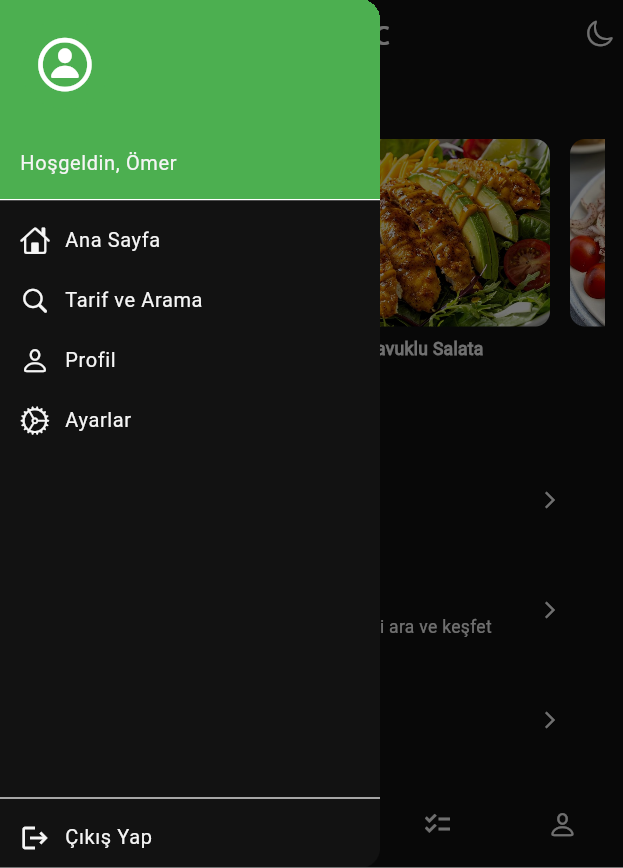 Hoşgeldin, Ömer
Ana Sayfa
Tarif ve Arama
Profil
Ayarlar
Çıkış Yap
C
avuklu Salata
i ara ve keşfet